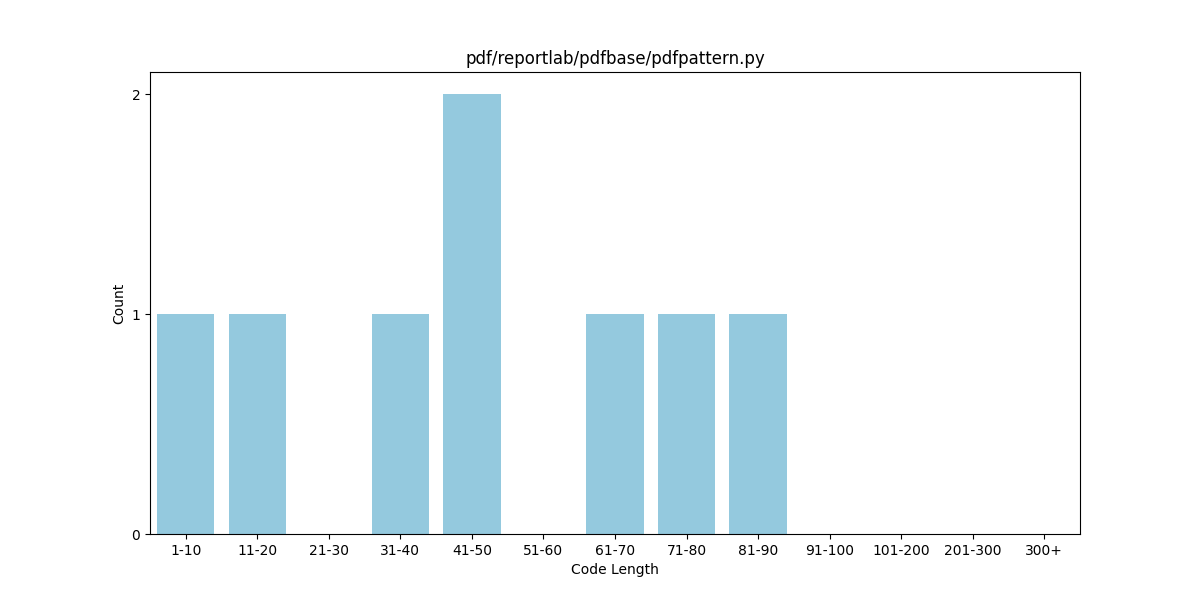 pdf/reportlab/pdfbase/pdfpattern.py
2
1
0
Count
1-10 11-20 21-30 31-40 41-50 51-60 61-70 71-80 81-90 91-100 101-200 201-300 300+
Code Length